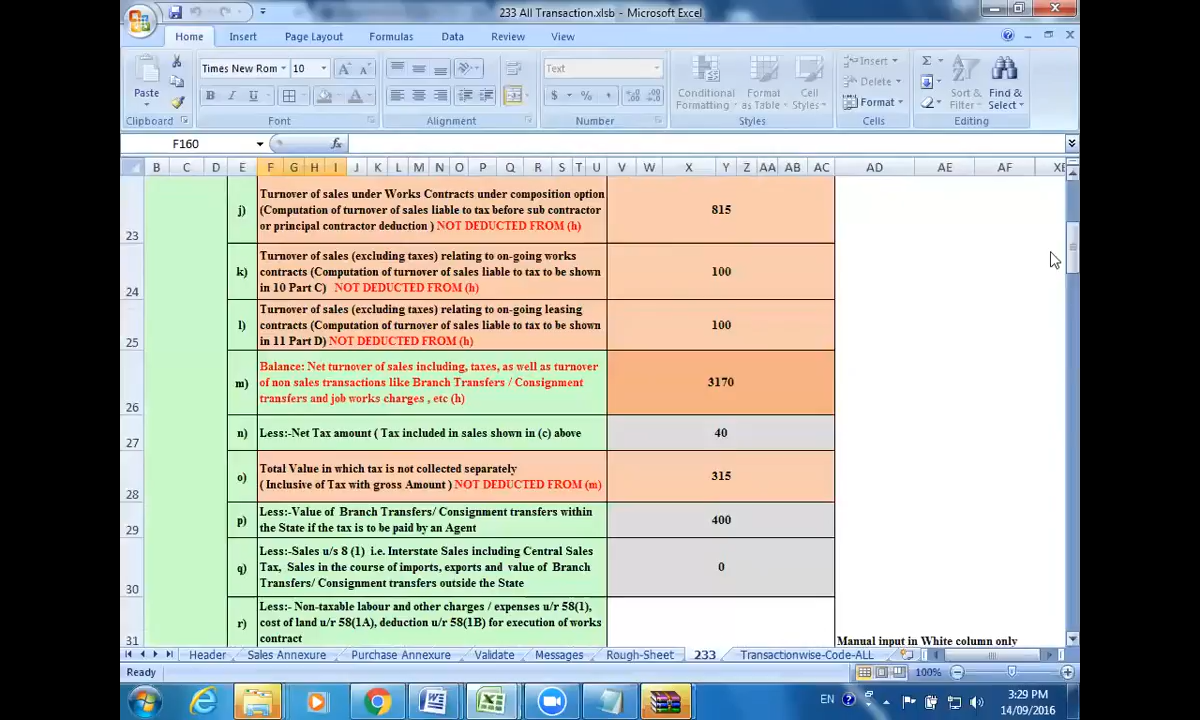 233 All Transaction.xlsb - Microsoft Excel
Home Insert Page Layout Formulas Data Review View
Times New Rom 10 A A Text
Paste
B I U A $ % , Conditional Formatting Format as Table Cell Styles
Insert
Delete
Format
Σ Sort & Filter Find & Select
Clipboard Font Alignment Number Styles Cells Editing
F160 fx
B C D E F G H I J K L M N O P Q R S T U V W X Y Z AA AB AC AD AE AF
23
j)
Turnover of sales under Works Contracts under composition option
(Computation of turnover of sales liable to tax before sub contractor
or principal contractor deduction ) NOT DEDUCTED FROM (h)
815
24
k)
Turnover of sales (excluding taxes) relating to on-going works
contracts (Computation of turnover of sales liable to tax to be shown
in 10 Part C) NOT DEDUCTED FROM (h)
100
25
l)
Turnover of sales (excluding taxes) relating to on-going leasing
contracts (Computation of turnover of sales liable to tax to be shown
in 11 Part D) NOT DEDUCTED FROM (h)
100
26
m)
Balance: Net turnover of sales including, taxes, as well as turnover
of non sales transactions like Branch Transfers / Consignment
transfers and job works charges , etc (h)
3170
27
n)
Less:-Net Tax amount ( Tax included in sales shown in (c) above
40
28
o)
Total Value in which tax is not collected separately
( Inclusive of Tax with gross Amount ) NOT DEDUCTED FROM (m)
315
29
p)
Less:-Value of Branch Transfers/ Consignment transfers within
the State if the tax is to be paid by an Agent
400
30
q)
Less:-Sales u/s 8 (1) i.e. Interstate Sales including Central Sales
Tax, Sales in the course of imports, exports and value of Branch
Transfers/ Consignment transfers outside the State
0
31
r)
Less:- Non-taxable labour and other charges / expenses u/r 58(1),
cost of land u/r 58(1A), deduction u/r 58(1B) for execution of works
contract
Manual input in White column only
Header Sales Annexure Purchase Annexure Validate Messages Rough-Sheet 233 Transactionwise-Code-ALL
Ready 100%
EN 3:29 PM
14/09/2016